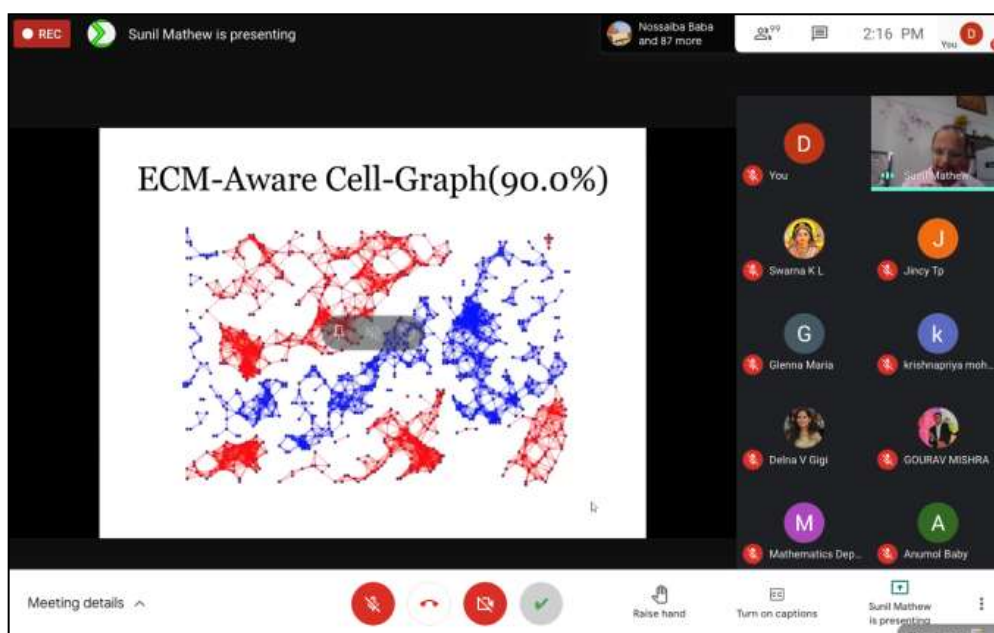 REC
Sunil Mathew is presenting
Nossaiba Baba
and 87 more
99
2:16 PM
You
D
ECM-Aware Cell-Graph(90.0%)
D
You
Sunil Mathew
Swarna K L
J
Jincy Tp
G
Glenna Maria
k
krishnapriya moh...
Delna V Gigi
GOURAV MISHRA
M
Mathematics Dep...
A
Anumol Baby
Meeting details
Raise hand
CC
Turn on captions
Sunil Mathew
is presenting